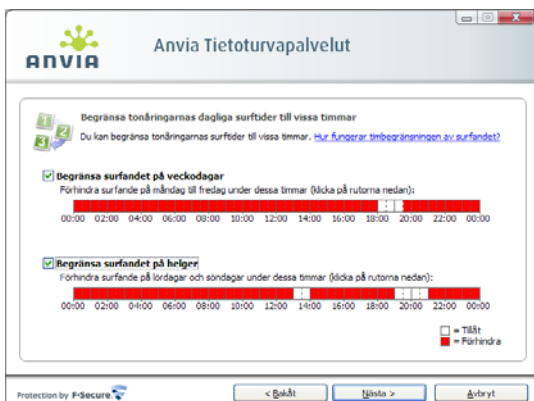 ANVIA
Anvia Tietoturvapalvelut
1
2
3
Begränsa tonåringarnas dagliga surftider till vissa timmar
Du kan begränsa tonåringarnas surftider till vissa timmar. Hur fungerar timbegränsningen av surfandet?
Begränsa surfandet på veckodagar
Förhindra surfande på måndag till fredag under dessa timmar (klicka på rutorna nedan):
00:00 02:00 04:00 06:00 08:00 10:00 12:00 14:00 16:00 18:00 20:00 22:00 00:00
Begränsa surfandet på helger
Förhindra surfande på lördagar och söndagar under dessa timmar (klicka på rutorna nedan):
00:00 02:00 04:00 06:00 08:00 10:00 12:00 14:00 16:00 18:00 20:00 22:00 00:00
= Tillåt
= Förhindra
Protection by F-Secure.
< Bakåt
Nästa >
Avbryt